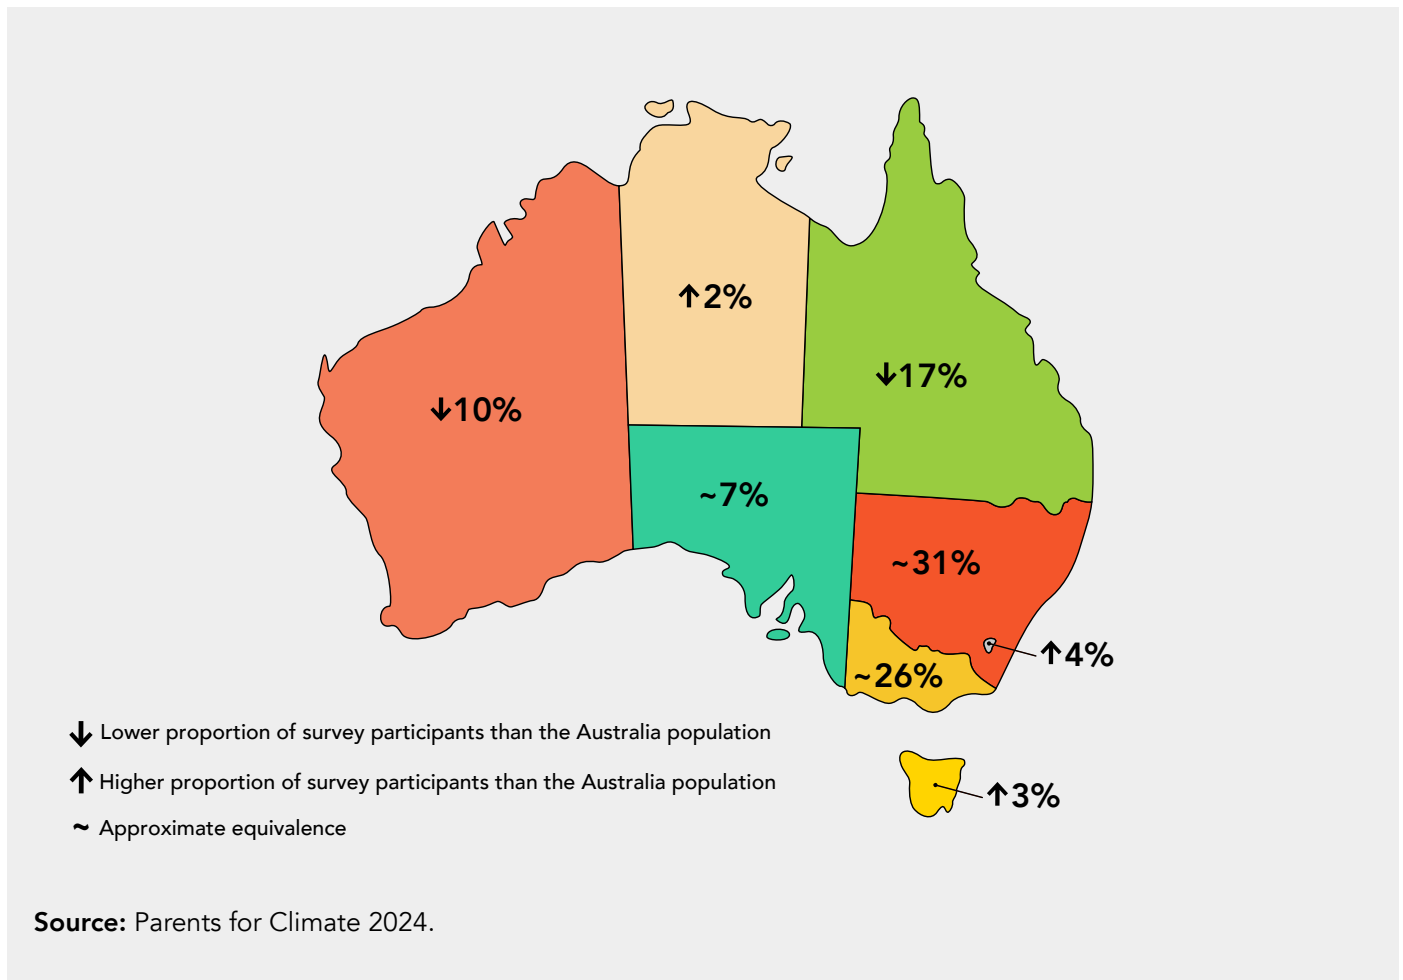 ↑2%
↓17%
↓10%
~7%
~31%
↑4%
~26%
↓ Lower proportion of survey participants than the Australia population
↑ Higher proportion of survey participants than the Australia population
↑3%
~ Approximate equivalence
Source: Parents for Climate 2024.